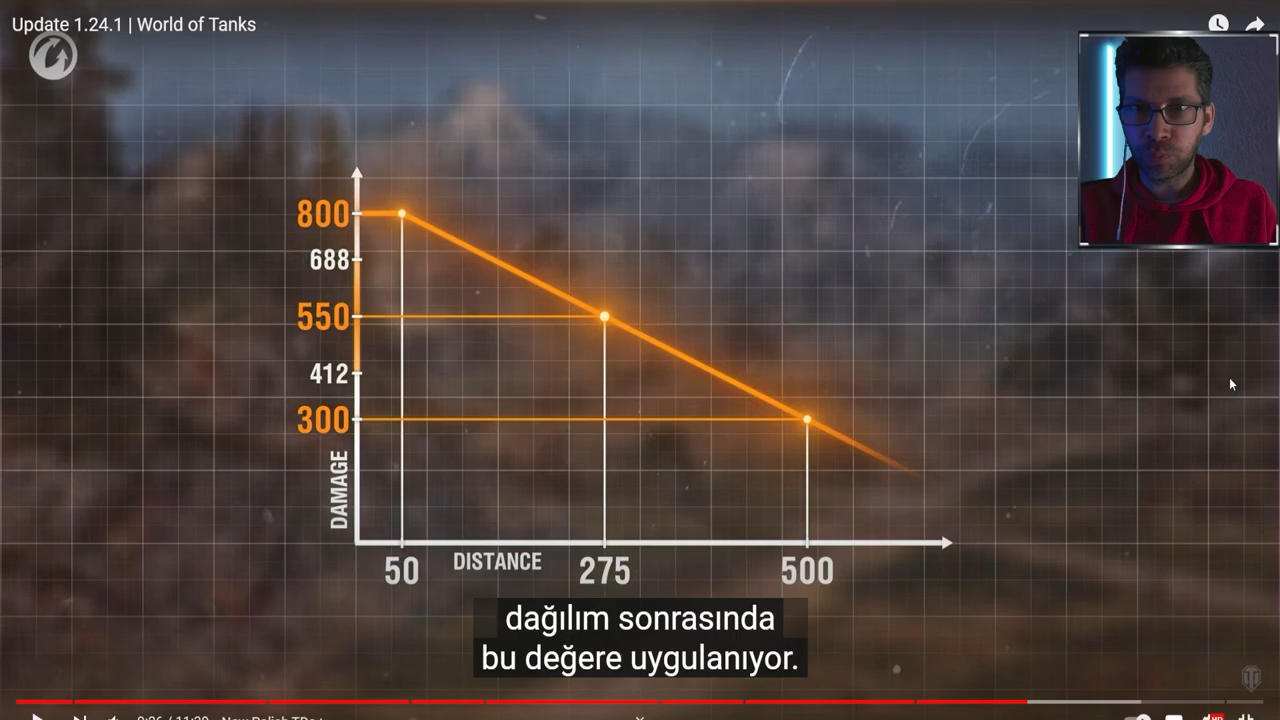 Update 1.24.1 | World of Tanks
800
688
550
412
300
DAMAGE
50
DISTANCE
275
500
dağılım sonrasında
bu değere uygulanıyor.